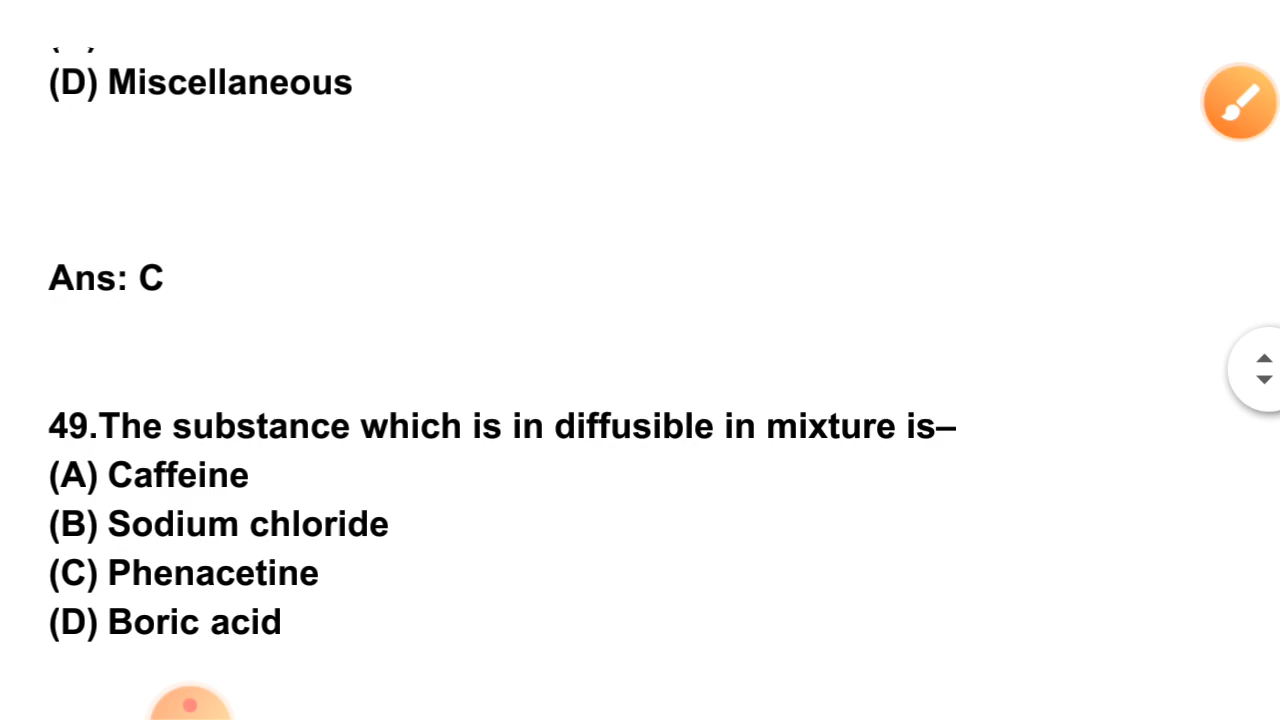 (D) Miscellaneous
Ans: C
49.The substance which is in diffusible in mixture is–
(A) Caffeine
(B) Sodium chloride
(C) Phenacetine
(D) Boric acid